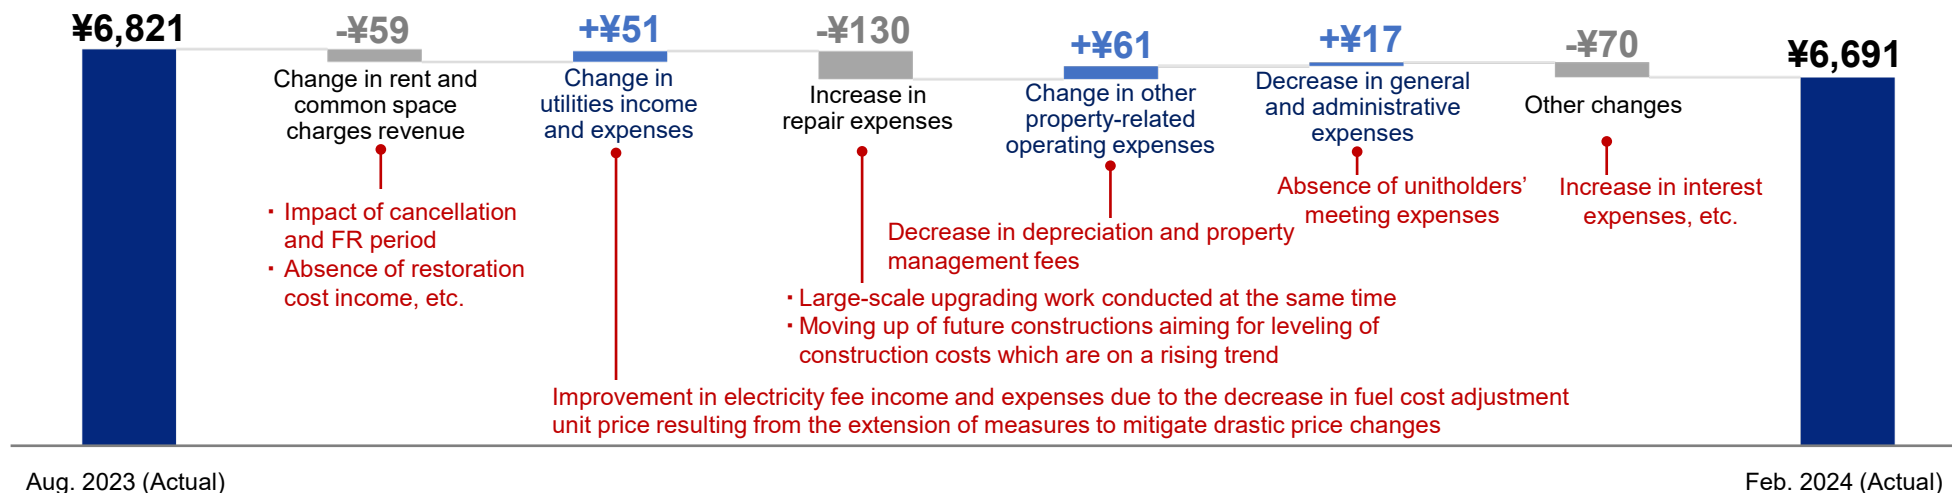 ¥6,821
-¥59
Change in rent and
common space
charges revenue
・Impact of cancellation
and FR period
・Absence of restoration
cost income, etc.
+¥51
Change in
utilities income
and expenses
Improvement in electricity fee income and expenses due to the decrease in fuel cost adjustment
unit price resulting from the extension of measures to mitigate drastic price changes
-¥130
Increase in
repair expenses
・Large-scale upgrading work conducted at the same time
・Moving up of future constructions aiming for leveling of
construction costs which are on a rising trend
+¥61
Change in other
property-related
operating expenses
Decrease in depreciation and property
management fees
+¥17
Decrease in general
and administrative
expenses
Absence of unitholders’
meeting expenses
-¥70
Other changes
Increase in interest
expenses, etc.
¥6,691
Aug. 2023 (Actual)
Feb. 2024 (Actual)